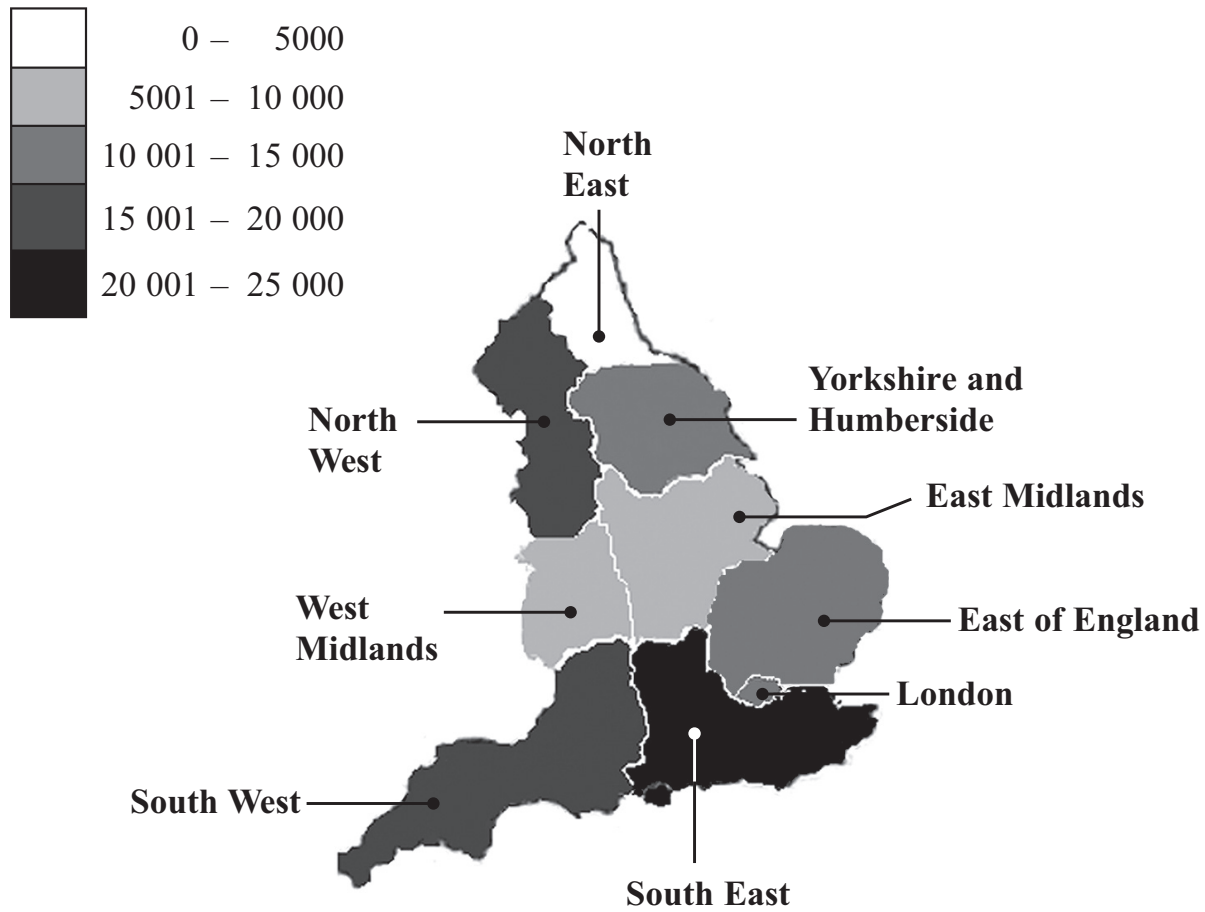 0 – 5000
5001 – 10 000
10 001 – 15 000
15 001 – 20 000
20 001 – 25 000
North
East
Yorkshire and
Humberside
North
West
East Midlands
West
Midlands
East of England
London
South West
South East